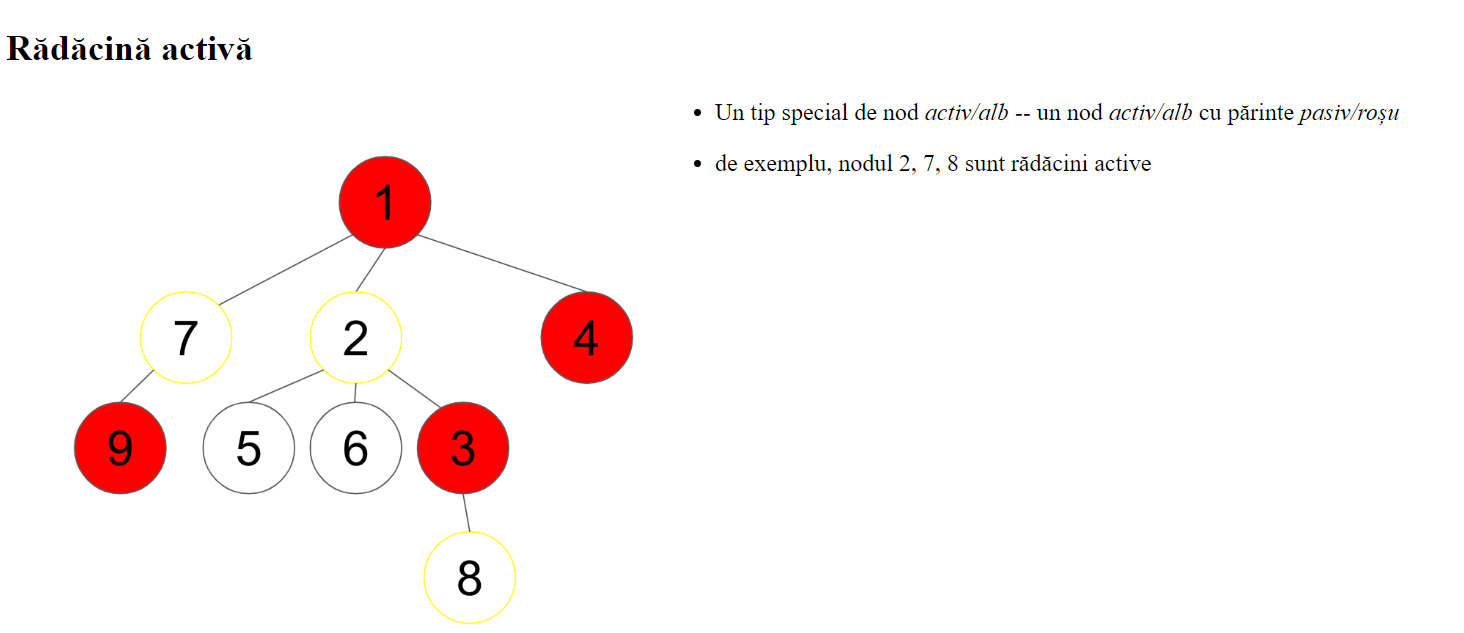 Rădăcină activă
• Un tip special de nod activ/alb -- un nod activ/alb cu părinte pasiv/roșu
• de exemplu, nodul 2, 7, 8 sunt rădăcini active
1
7 2 4
9 5 6 3
8